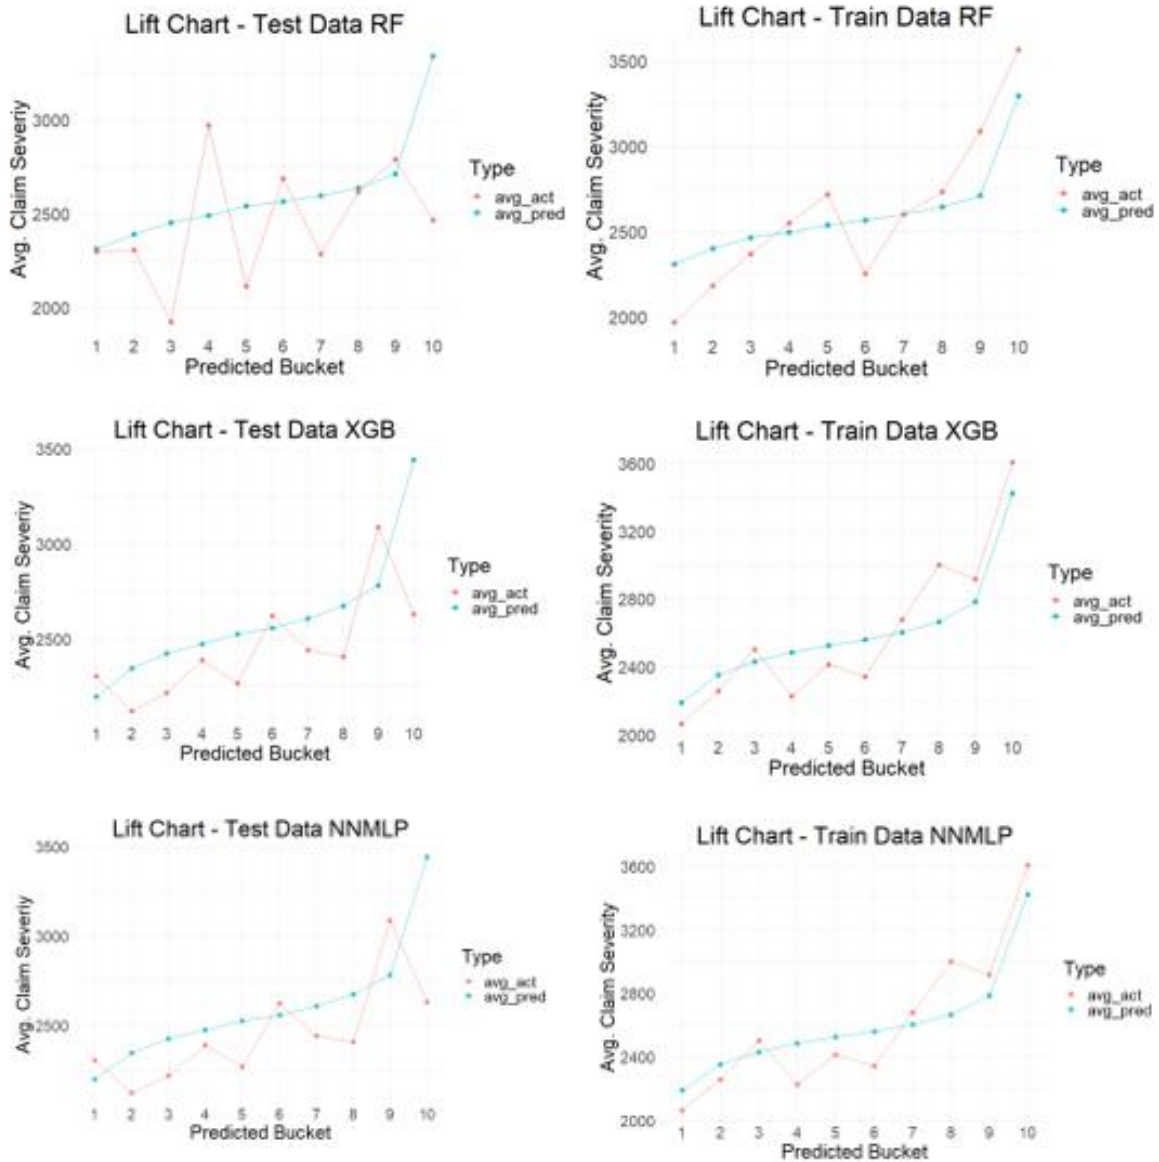 Lift Chart - Test Data RF
Avg. Claim Severity
3000
2500
2000
1 2 3 4 5 6 7 8 9 10
Predicted Bucket
Type
avg_act
avg_pred
Lift Chart - Train Data RF
Avg. Claim Severity
3500
3000
2500
2000
1 2 3 4 5 6 7 8 9 10
Predicted Bucket
Type
avg_act
avg_pred
Lift Chart - Test Data XGB
Avg. Claim Severiy
3500
3000
2500
1 2 3 4 5 6 7 8 9 10
Predicted Bucket
Type
avg_act
avg_pred
Lift Chart - Train Data XGB
Avg. Claim Severity
3600
3200
2800
2400
2000
1 2 3 4 5 6 7 8 9 10
Predicted Bucket
Type
avg_act
avg_pred
Lift Chart - Test Data NNMLP
Avg. Claim Severiy
3500
3000
2500
1 2 3 4 5 6 7 8 9 10
Predicted Bucket
Type
avg_act
avg_pred
Lift Chart - Train Data NNMLP
Avg. Claim Severity
3600
3200
2800
2400
2000
1 2 3 4 5 6 7 8 9 10
Predicted Bucket
Type
avg_act
avg_pred